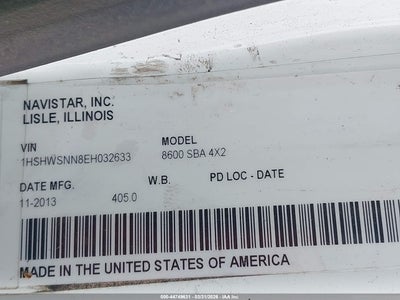 NAVISTAR, INC.
LISLE, ILLINOIS
VIN MODEL
1HSHWSNN8EH032633 8600 SBA 4X2
DATE MFG. W.B. PD LOC - DATE
11-2013 405.0
MADE IN THE UNITED STATES OF AMERICA
000-44749631 - 03/31/2026 - IAA Inc.